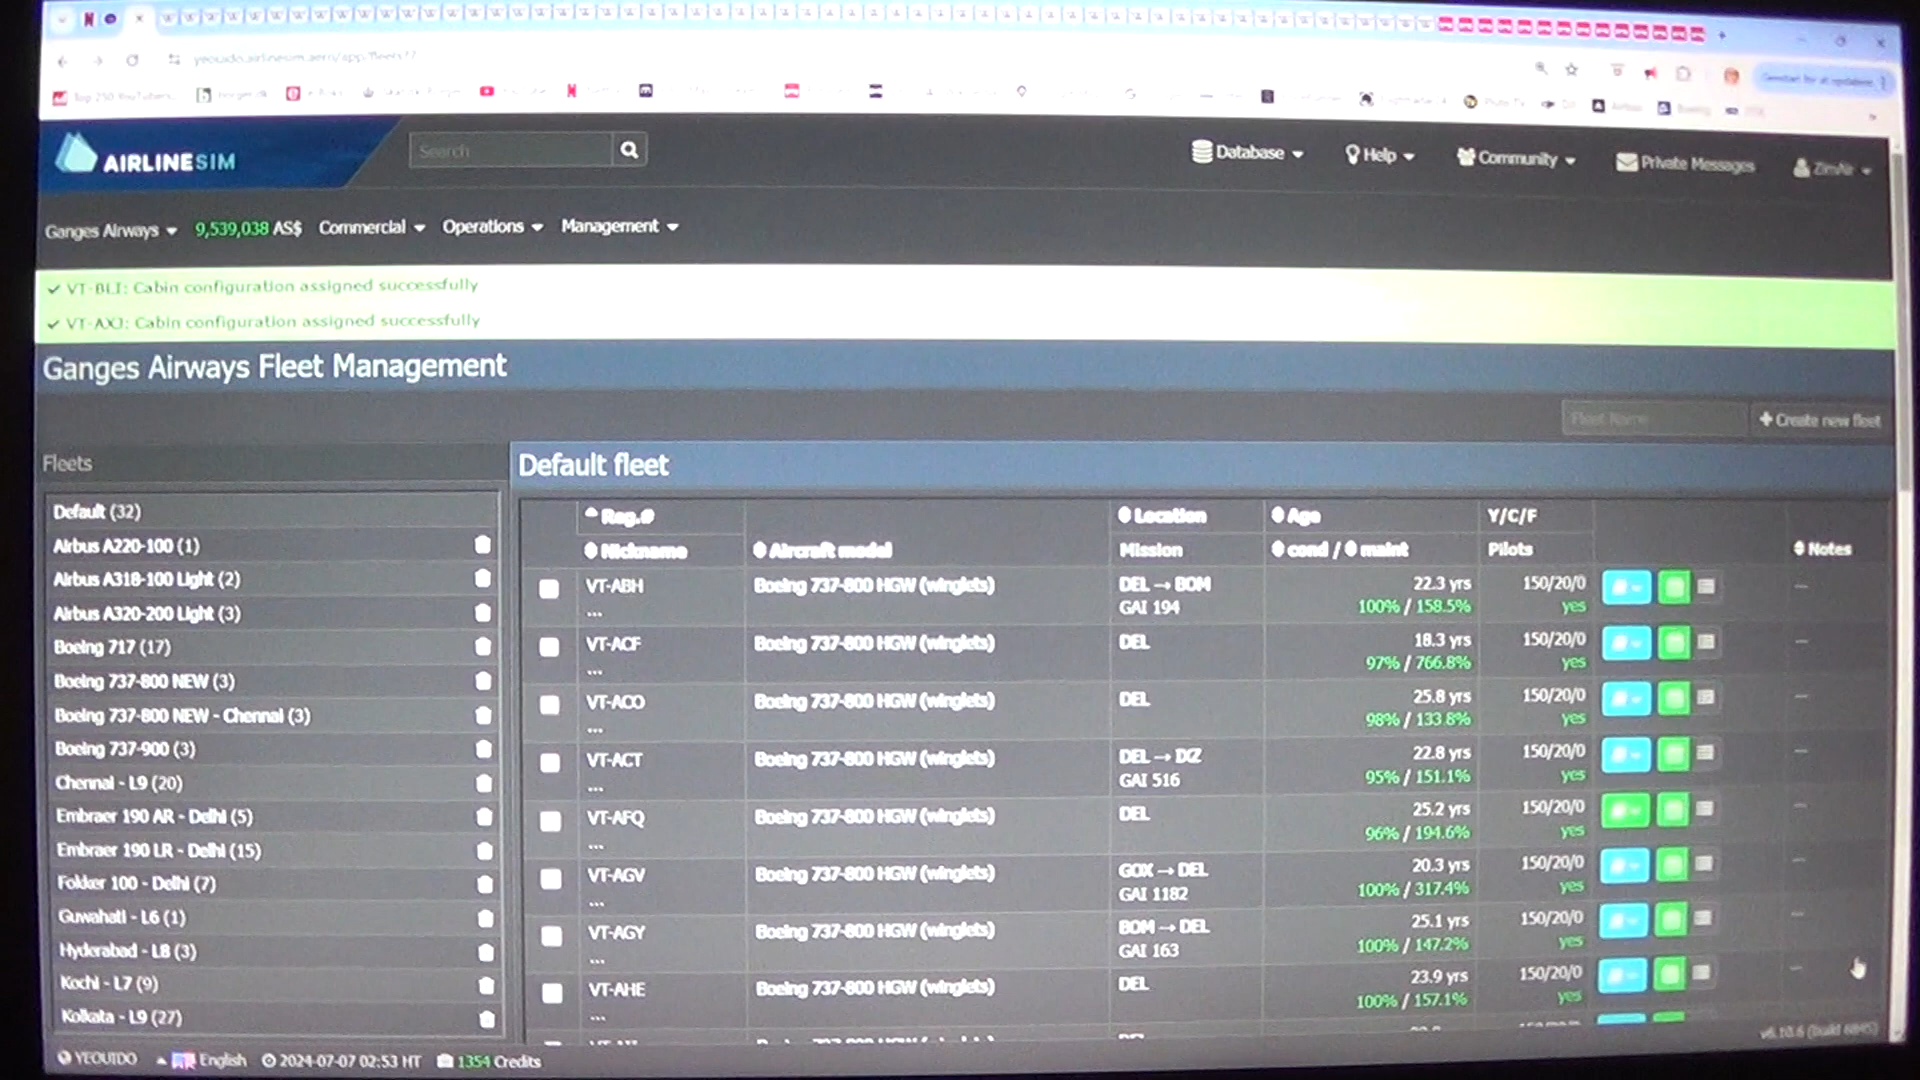 Search
AIRLINESIM
Database
Help
Community
Private Messages
Ganges Airways
9,539,038 AS$
Commercial
Operations
Management
VT-BLI: Cabin configuration assigned successfully
VT-AXJ: Cabin configuration assigned successfully
Ganges Airways Fleet Management
Fleet Name
Create new fleet
Fleets
Default (32)
Airbus A220-100 (1)
Airbus A318-100 Light (2)
Airbus A320-200 Light (3)
Boeing 717 (17)
Boeing 737-800 NEW (3)
Boeing 737-800 NEW - Chennai (3)
Boeing 737-900 (3)
Chennai - L9 (20)
Embraer 190 AR - Delhi (5)
Embraer 190 LR - Delhi (15)
Fokker 100 - Delhi (7)
Guwahati - L6 (1)
Hyderabad - L8 (3)
Kochi - L7 (9)
Kolkata - L9 (27)
Default fleet
Reg.# Location Age Y/C/F
Nickname Aircraft model Mission cond / maint Pilots Notes
VT-ABH Boeing 737-800 HGW (winglets) DEL → BOM 22.3 yrs 150/20/0
... GAI 194 100% / 158.5% yes
VT-ACF Boeing 737-800 HGW (winglets) DEL 18.3 yrs 150/20/0
... 97% / 766.8% yes
VT-ACO Boeing 737-800 HGW (winglets) DEL 25.8 yrs 150/20/0
... 98% / 133.8% yes
VT-ACT Boeing 737-800 HGW (winglets) DEL → 22.8 yrs 150/20/0
... GAI 516 95% / 151.1% yes
VT-AFQ Boeing 737-800 HGW (winglets) DEL 25.2 yrs 150/20/0
... 96% / 194.6% yes
VT-AGV Boeing 737-800 HGW (winglets) GOX → DEL 20.3 yrs 150/20/0
... GAI 1182 100% / 317.4% yes
VT-AGY Boeing 737-800 HGW (winglets) BOM → DEL 25.1 yrs 150/20/0
... GAI 163 100% / 147.2% yes
VT-AHE Boeing 737-800 HGW (winglets) DEL 23.9 yrs 150/20/0
... 100% / 157.1% yes
YEOUIDO English 2024-07-07 02:53 HT 1354 Credits